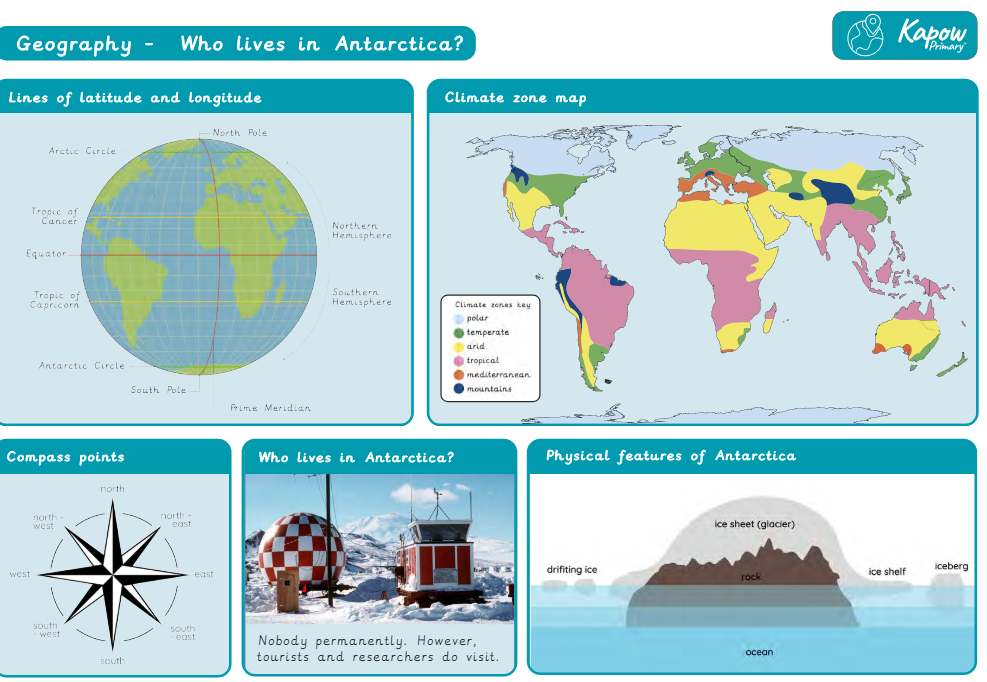 Geography - Who lives in Antarctica?
Kapow
Primary
Lines of latitude and longitude
North Pole
Arctic Circle
Tropic of
Cancer
Northern
Hemisphere
Equator
Tropic of
Capricorn
Southern
Hemisphere
Antarctic Circle
South Pole
Prime Meridian
Climate zone map
Climate zones key
polar
temperate
arid
tropical
mediterranean
mountains
Compass points
north
north -
west
north -
east
west
east
south
- west
south
- east
south
Who lives in Antarctica?
Nobody permanently. However,
tourists and researchers do visit.
Physical features of Antarctica
ice sheet (glacier)
drifiting ice
rock
ice shelf
iceberg
ocean